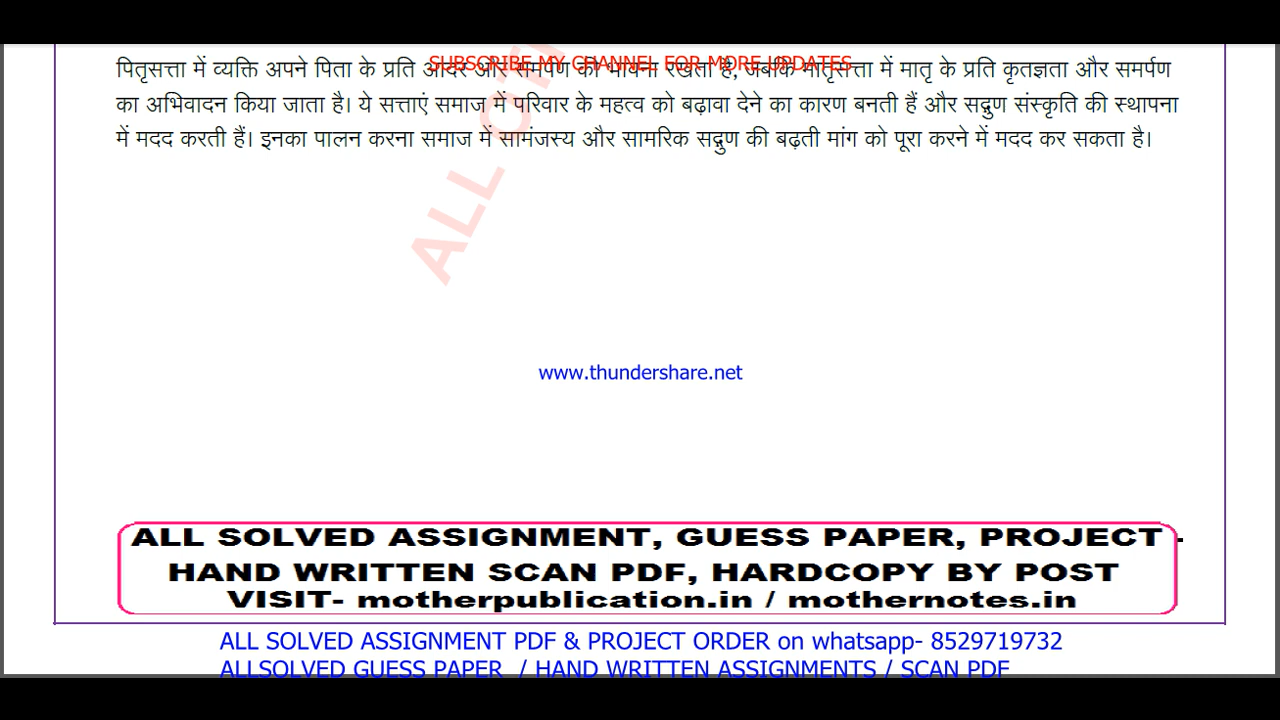 SUBSCRIBE MY CHANNEL FOR MORE UPDATES
पितृसत्ता में व्यक्ति अपने पिता के प्रति आदर और समर्पण की भावना रखता है, जबकि मातृसत्ता में मातृ के प्रति कृतज्ञता और समर्पण
का अभिवादन किया जाता है। ये सत्ताएं समाज में परिवार के महत्व को बढ़ावा देने का कारण बनती हैं और सद्गुण संस्कृति की स्थापना
में मदद करती हैं। इनका पालन करना समाज में सामंजस्य और सामरिक सद्गुण की बढ़ती मांग को पूरा करने में मदद कर सकता है।
ALL
www.thundershare.net
ALL SOLVED ASSIGNMENT, GUESS PAPER, PROJECT -
HAND WRITTEN SCAN PDF, HARDCOPY BY POST
VISIT- motherpublication.in / mothernotes.in
ALL SOLVED ASSIGNMENT PDF & PROJECT ORDER on whatsapp- 8529719732
ALLSOLVED GUESS PAPER / HAND WRITTEN ASSIGNMENTS / SCAN PDF